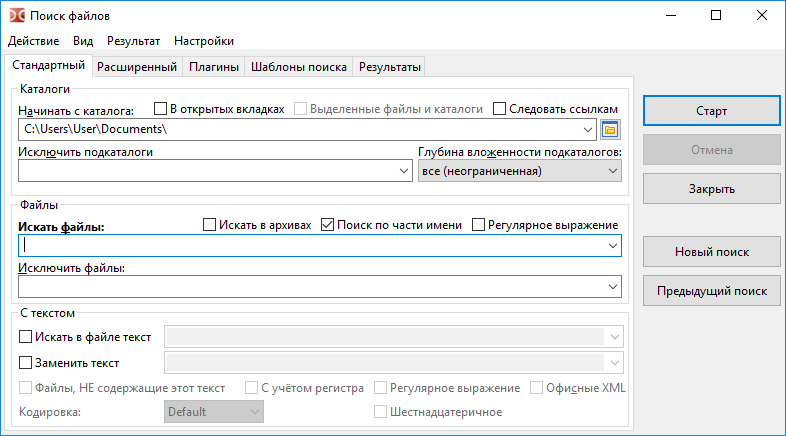 Поиск файлов
Действие Вид Результат Настройки
Стандартный Расширенный Плагины Шаблоны поиска Результаты
Каталоги
Начинать с каталога: В открытых вкладках Выделенные файлы и каталоги Следовать ссылкам
C:\Users\User\Documents\
Исключить подкаталоги Глубина вложенности подкаталогов:
все (неограниченная)
Файлы
Искать файлы: Искать в архивах Поиск по части имени Регулярное выражение
Исключить файлы:
С текстом
Искать в файле текст
Заменить текст
Файлы, НЕ содержащие этот текст С учётом регистра Регулярное выражение Офисные XML
Кодировка: Default Шестнадцатеричное
Старт
Отмена
Закрыть
Новый поиск
Предыдущий поиск